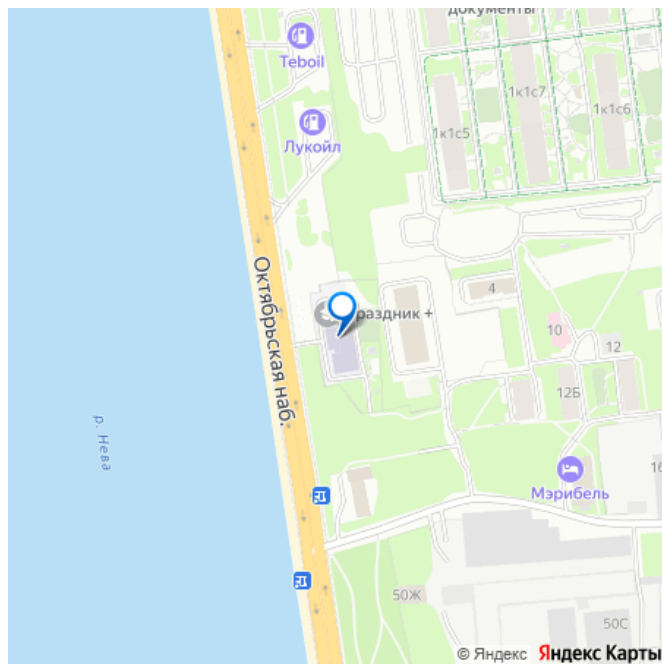 документы
Teboil
1к1с7
1к1с6
1к1с5
Лукойл
Октябрьская наб.
4
раздник +
10
12
12Б
р. Нева
16
Мэрибель
50Ж
50С
© Яндекс Яндекс Карты